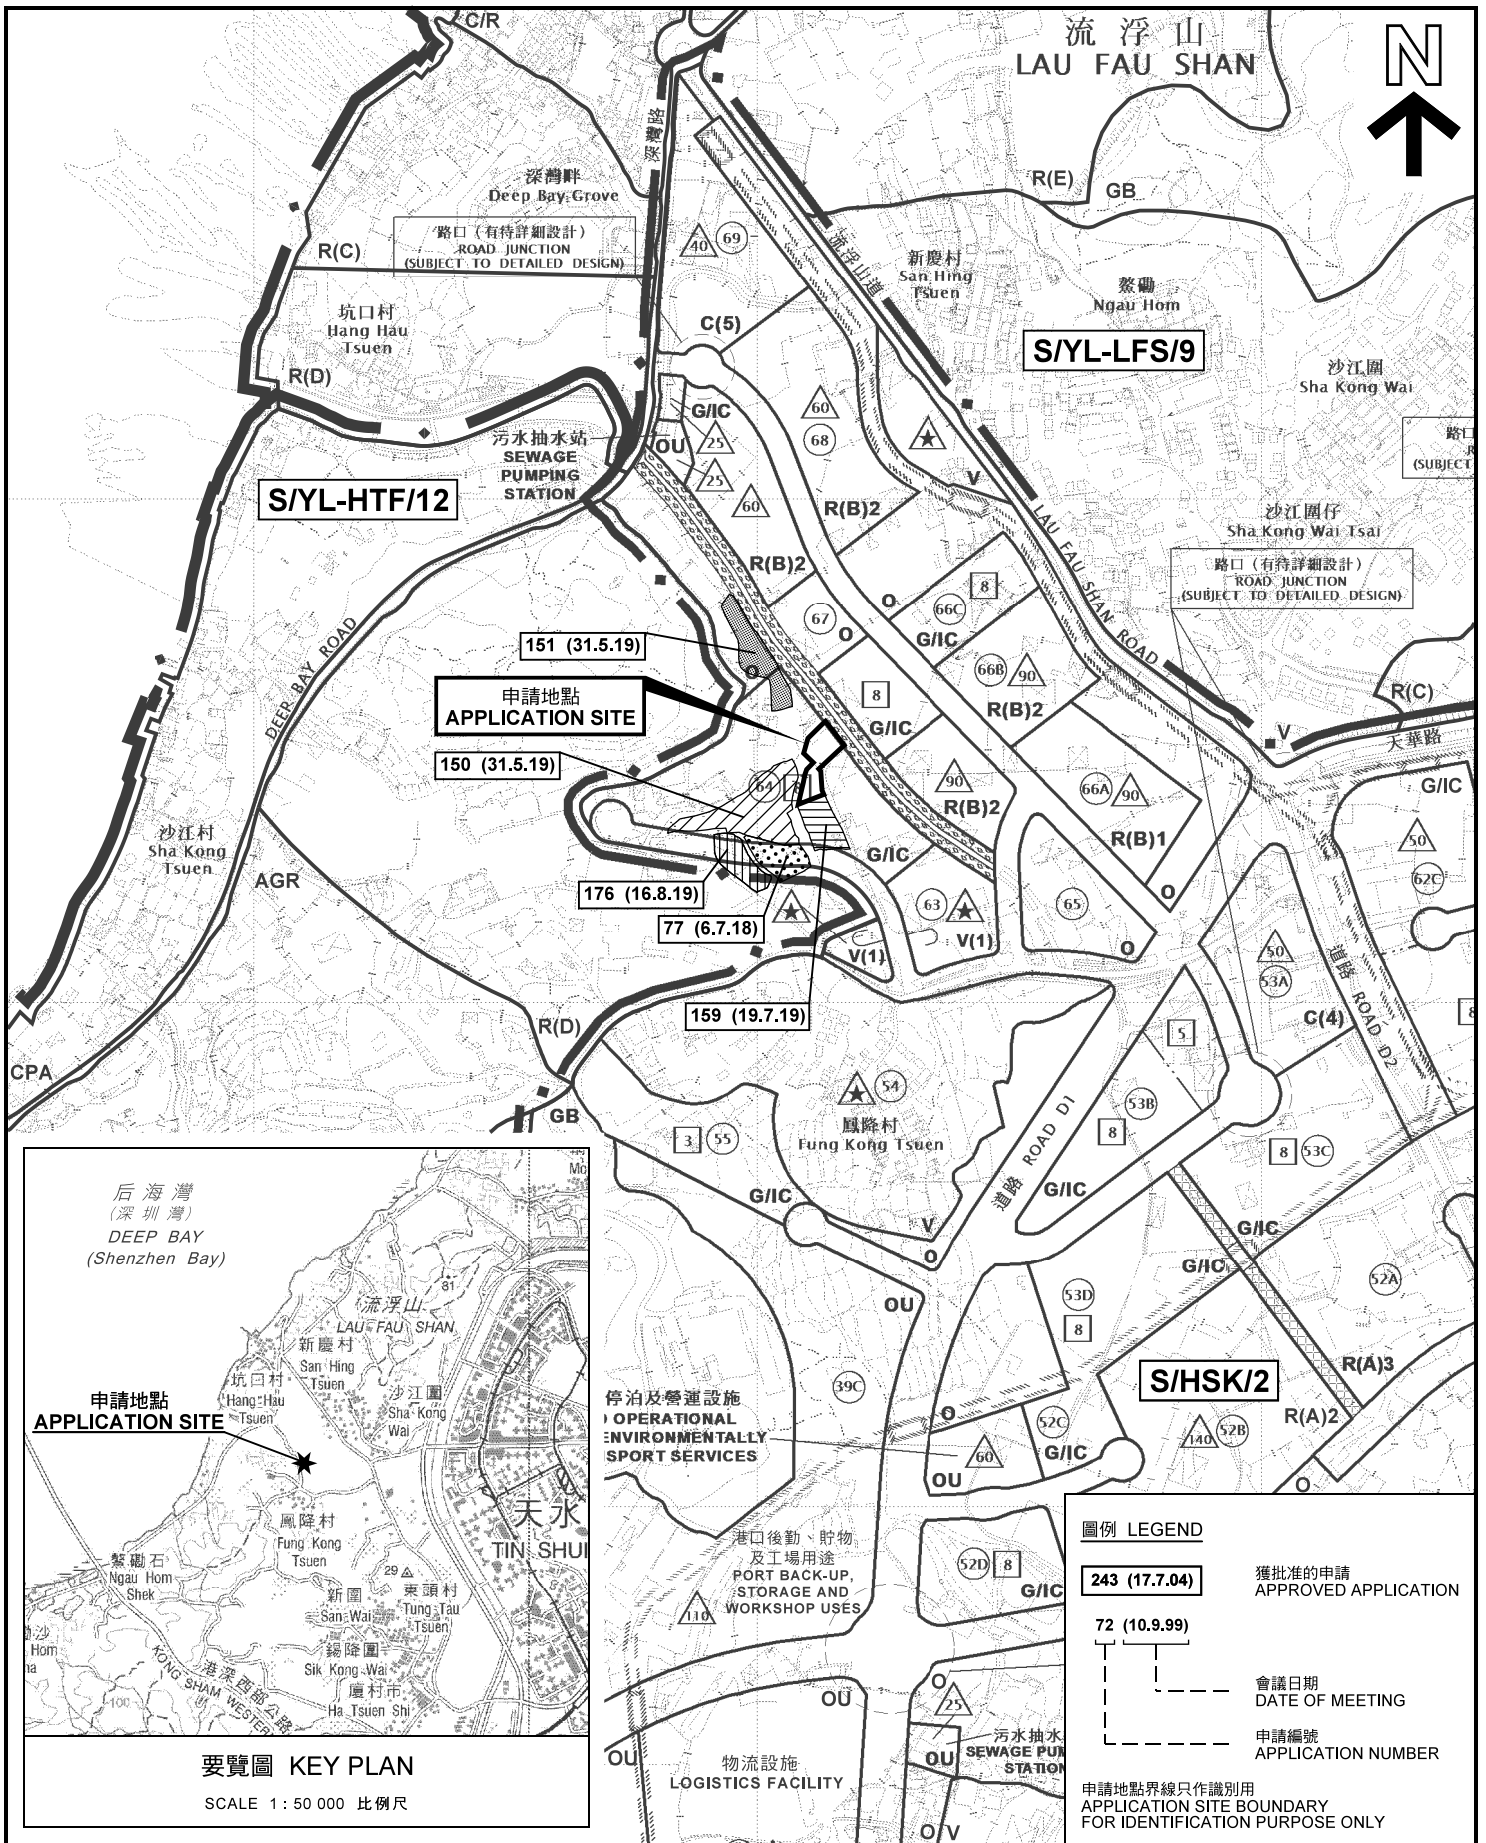 C/R
流浮山
LAU FAU SHAN
N
深灣路
深灣畔
Deep Bay Grove
R(E)
GB
路口（有待詳細設計）
ROAD JUNCTION
(SUBJECT TO DETAILED DESIGN)
R(C)
40
69
流浮山道
新慶村
San Hing
Tsuen
鰲磡
Ngau Hom
坑口村
Hang Hau
Tsuen
C(5)
S/YL-LFS/9
沙江圍
Sha Kong Wai
R(D)
G/IC
60
68
25
污水抽水站
SEWAGE
PUMPING
STATION
OU
25
路口
(SUBJECT
V
S/YL-HTF/12
60
R(B)2
LAU FAU SHAN ROAD
沙江圍仔
Sha Kong Wai Tsai
路口（有待詳細設計）
ROAD JUNCTION
(SUBJECT TO DETAILED DESIGN)
R(B)2
8
66C
O
67
O
G/IC
DEEP BAY ROAD
151 (31.5.19)
O
66B
90
R(B)2
申請地點
APPLICATION SITE
8
G/IC
R(C)
V
天華路
150 (31.5.19)
64
90
R(B)2
66A
90
G/IC
R(B)1
50
62C
沙江村
Sha Kong
Tsuen
AGR
G/IC
176 (16.8.19)
63
65
O
77 (6.7.18)
V(1)
V(1)
O
50
53A
道路 ROAD D2
159 (19.7.19)
R(D)
C(4)
5
8
CPA
GB
54
鳳降村
Fung Kong Tsuen
53B
8
3
55
8
53C
道路 ROAD D1
G/IC
G/IC
V
O
G/IC
G/IC
52A
53D
8
OU
S/HSK/2
R(A)3
39C
停泊及營運設施
OPERATIONAL
ENVIRONMENTALLY
SPORT SERVICES
O
52C
G/IC
R(A)2
140
52B
60
OU
O
港口後勤、貯物
及工場用途
PORT BACK-UP,
STORAGE AND
WORKSHOP USES
110
52D
8
G/IC
O
OU
25
污水抽水
SEWAGE PUM
STATION
OU
OU
物流設施
LOGISTICS FACILITY
O/V
后海灣
(深圳灣)
DEEP BAY
(Shenzhen Bay)
81
流浮山
LAU FAU SHAN
新慶村
San Hing
Tsuen
坑口村
Hang Hau
Tsuen
沙江圍
Sha Kong
Wai
申請地點
APPLICATION SITE
天水
TIN SHUI
鳳降村
Fung Kong
Tsuen
鰲磡石
Ngau Hom
Shek
29
新圍
San Wai
東頭村
Tung Tau
Tsuen
錫降圍
Sik Kong Wai
廈村市
Ha Tsuen Shi
港深西部公路
KONG SHAM WESTERN
100
Hom
要覽圖 KEY PLAN
SCALE 1 : 50 000 比例尺
圖例 LEGEND
243 (17.7.04)
獲批准的申請
APPROVED APPLICATION
72 (10.9.99)
會議日期
DATE OF MEETING
申請編號
APPLICATION NUMBER
申請地點界線只作識別用
APPLICATION SITE BOUNDARY
FOR IDENTIFICATION PURPOSE ONLY